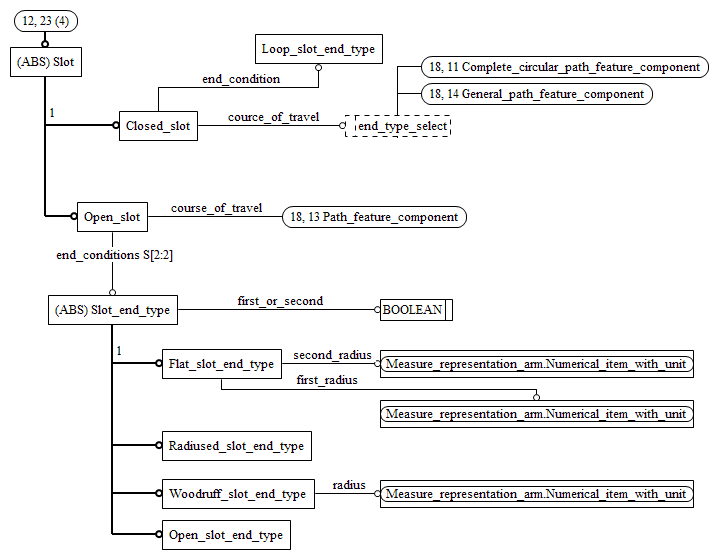 12, 23 (4)
(ABS) Slot
Loop_slot_end_type
end_condition
18, 11 Complete_circular_path_feature_component
18, 14 General_path_feature_component
1
Closed_slot
cource_of_travel
end_type_select
Open_slot
course_of_travel
18, 13 Path_feature_component
end_conditions S[2:2]
(ABS) Slot_end_type
first_or_second
BOOLEAN
1
Flat_slot_end_type
second_radius
Measure_representation_arm.Numerical_item_with_unit
first_radius
Measure_representation_arm.Numerical_item_with_unit
Radiused_slot_end_type
Woodruff_slot_end_type
radius
Measure_representation_arm.Numerical_item_with_unit
Open_slot_end_type